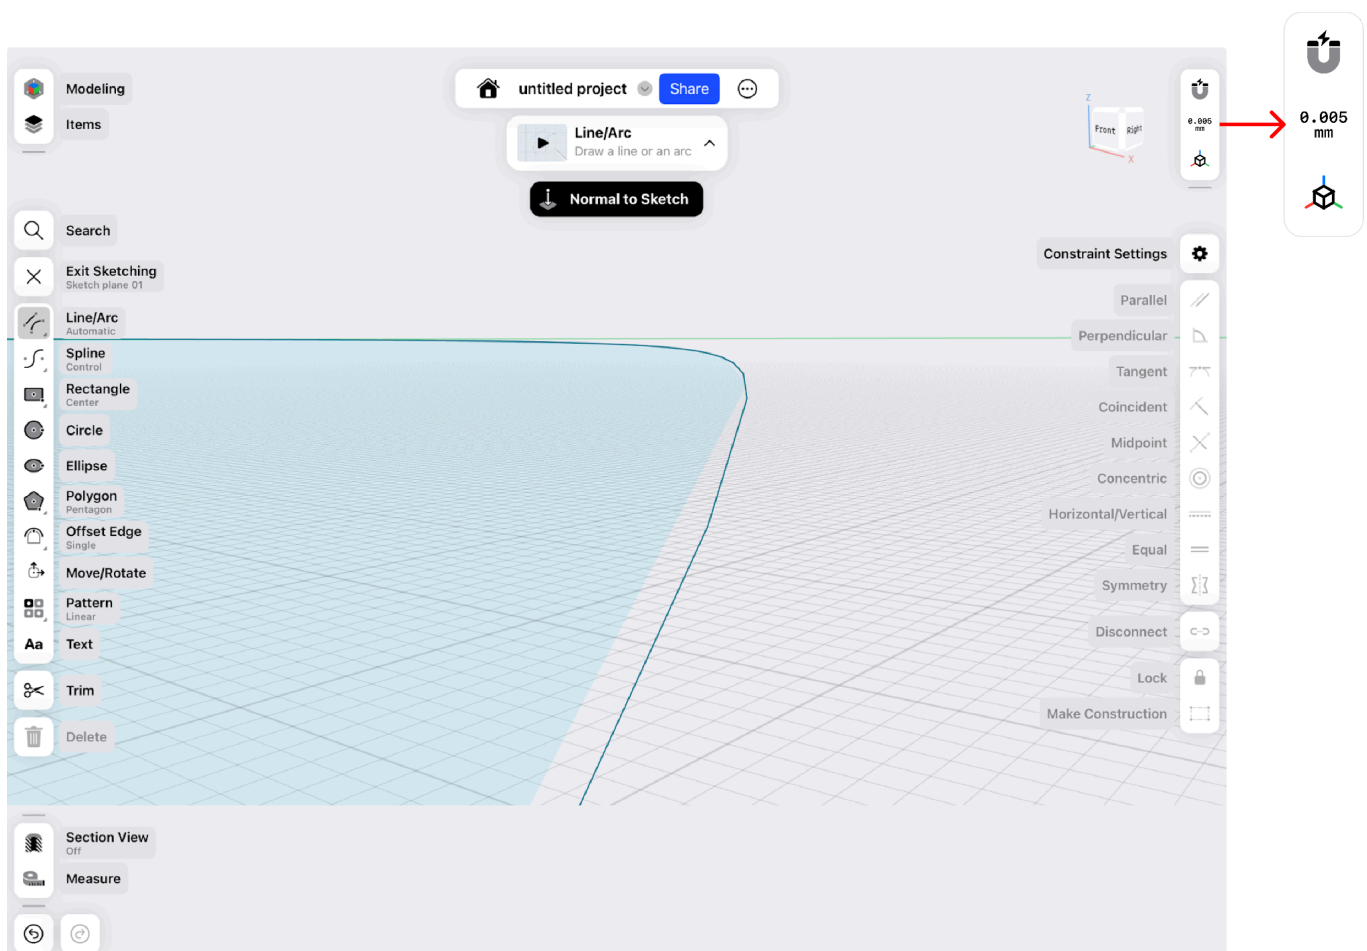 Modeling
Items
untitled project
Share
Line/Arc
Draw a line or an arc
Normal to Sketch
Z
Front
Right
X
0.005
mm
0.005
mm
Search
Exit Sketching
Sketch plane 01
Line/Arc
Automatic
Spline
Control
Rectangle
Center
Circle
Ellipse
Polygon
Pentagon
Offset Edge
Single
Move/Rotate
Pattern
Linear
Aa
Text
Trim
Delete
Section View
Off
Measure
Constraint Settings
Parallel
Perpendicular
Tangent
Coincident
Midpoint
Concentric
Horizontal/Vertical
Equal
Symmetry
Disconnect
Lock
Make Construction